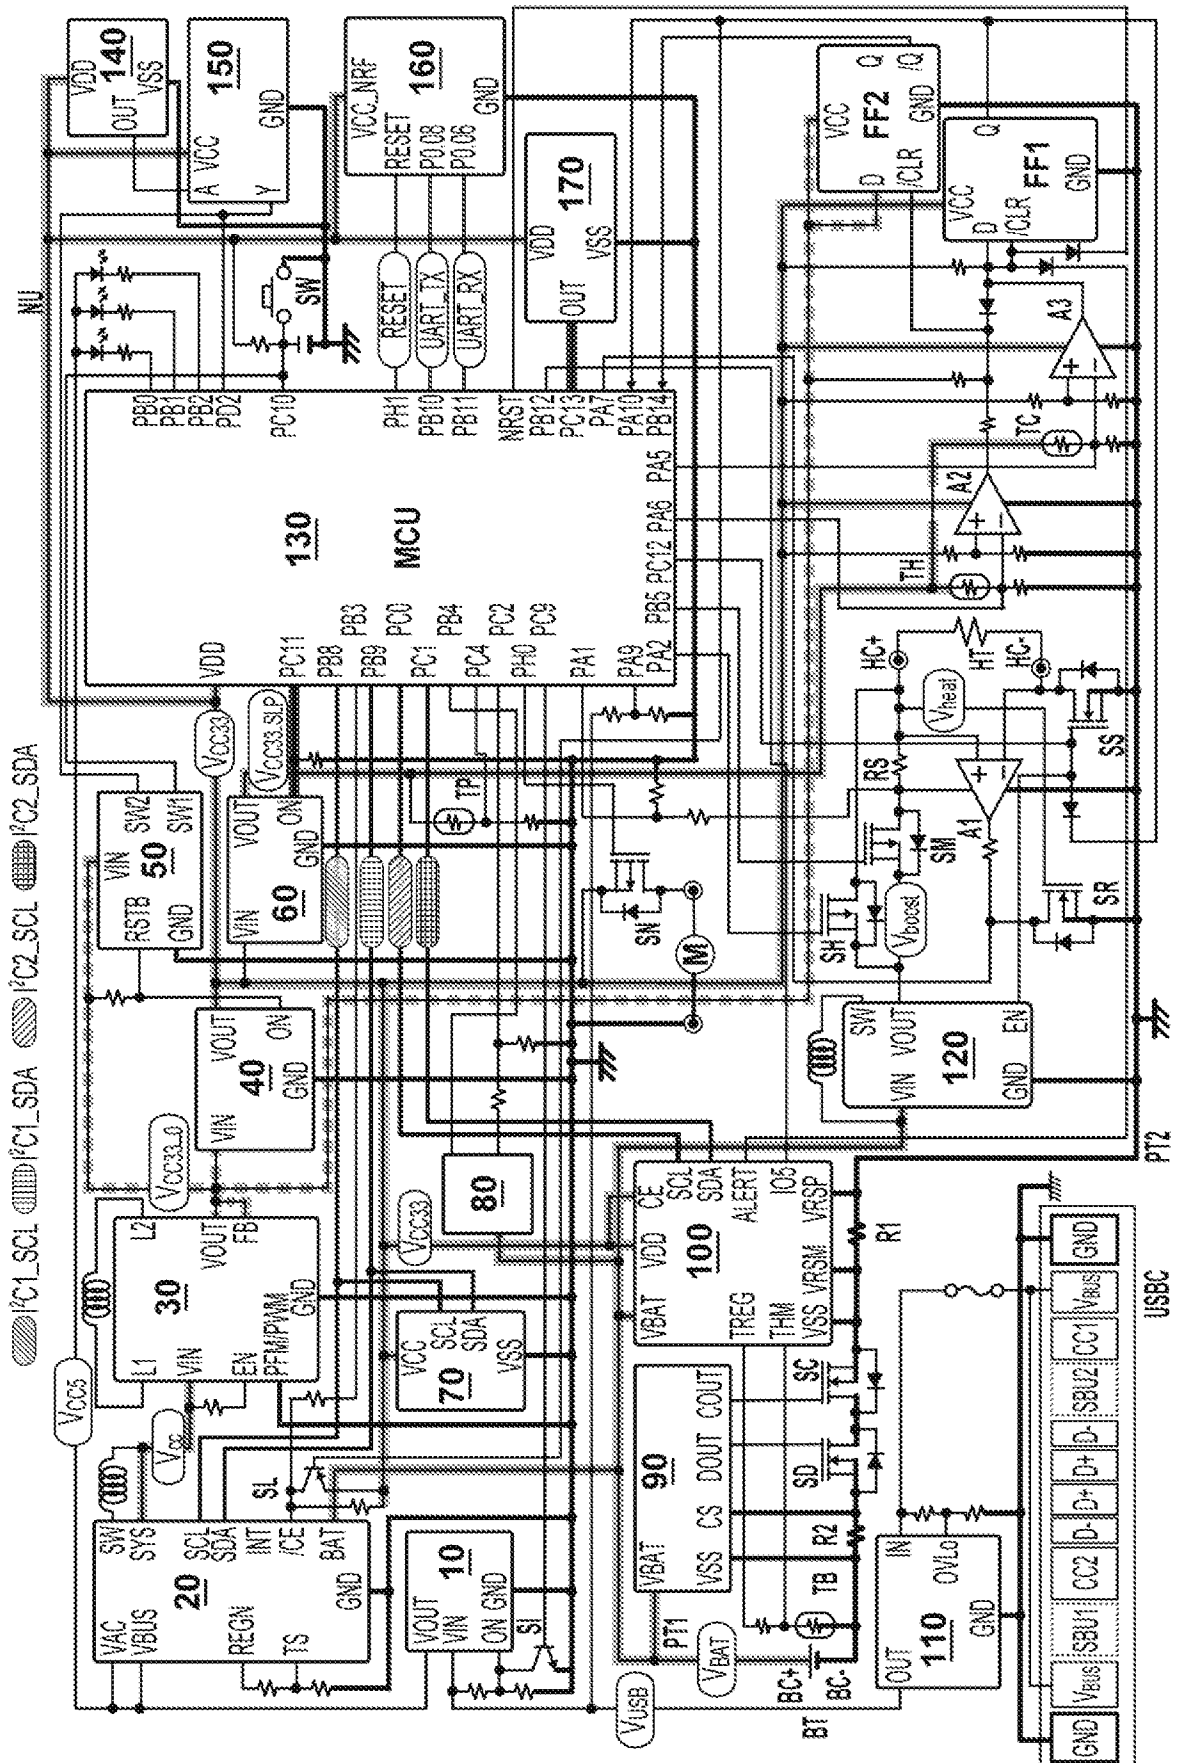 I²C1_SCL I²C1_SDA I²C2_SCL I²C2_SDA
NU
140
VDD
OUT
VSS
150
VCC
GND
A
Y
160
VCC_NRF
RESET
P0.08
P0.06
GND
170
VDD
VSS
OUT
SW
RESET
UART_TX
UART_RX
130
MCU
PB0
PB1
PB2
PD2
PC10
PH1
PB10
PB11
NRST
PB12
PC13
PA7
PA10
PB14
PA5
PA6
PC12
PB5
PA2
VDD
PC11
PB8
PB3
PB9
PC0
PC1
PB4
PC4
PC2
PH0
PC9
PA1
PA9
FF2
VCC
D
Q
/Q
/CLR
GND
FF1
VCC
D
Q
/CLR
GND
A3
TC
A2
TH
HC+
HT
HC-
Vheat
RS
SS
A1
SM
SH
Vboost
SR
SN
M
TP
VCC33
VCC33_SLP
50
VIN
SW2
SW1
RSTB
GND
60
VOUT
ON
GND
VIN
40
VOUT
ON
GND
VIN
VCC33_0
30
L2
VOUT
FB
GND
L1
VIN
EN
PFM/PWM
VCC5
VCC
70
VCC
SCL
SDA
VSS
80
VCC33
20
SW
SYS
SCL
SDA
INT
/CE
BAT
GND
VAC
VBUS
REGN
TS
SL
10
VOUT
VIN
ON
GND
SI
120
SW
VOUT
EN
VIN
GND
100
CE
SCL
SDA
ALERT
IO5
VRSP
VDD
VBAT
TREG
THM
VSS
VRSM
R1
PT2
90
VBAT
VSS
CS
DOUT
COUT
SC
SD
R2
TB
PT1
VBAT
BC+
BC-
BT
VUSB
110
IN
OVLo
OUT
GND
USBC
GND
VBUS
CC1
SBU2
D-
D+
D+
D-
CC2
SBU1
VBUS
GND